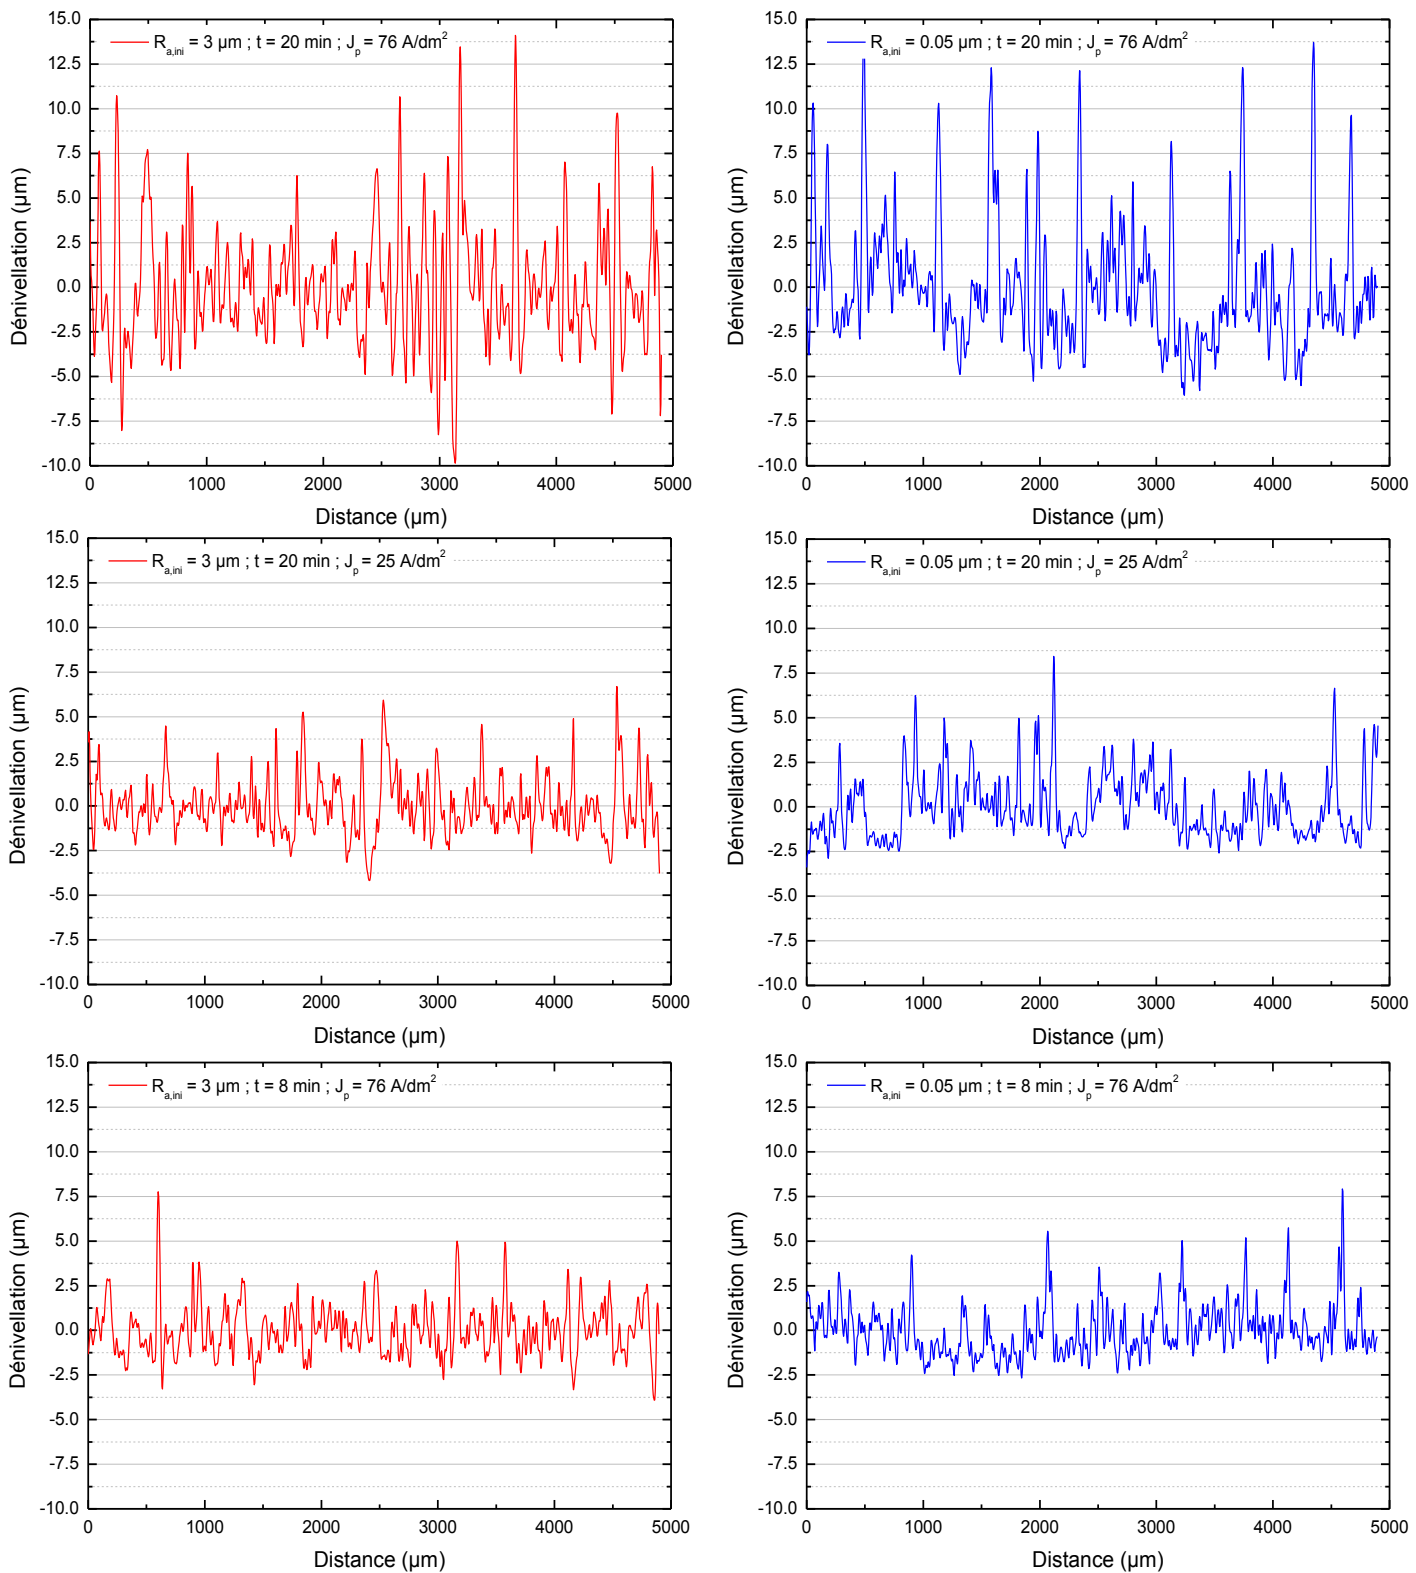 R_a,ini = 3 µm ; t = 20 min ; J_p = 76 A/dm²
15.0
12.5
10.0
7.5
5.0
2.5
0.0
-2.5
-5.0
-7.5
-10.0
0 1000 2000 3000 4000 5000
Dénivellation (µm)
Distance (µm)
R_a,ini = 0.05 µm ; t = 20 min ; J_p = 76 A/dm²
15.0
12.5
10.0
7.5
5.0
2.5
0.0
-2.5
-5.0
-7.5
-10.0
0 1000 2000 3000 4000 5000
Dénivellation (µm)
Distance (µm)
R_a,ini = 3 µm ; t = 20 min ; J_p = 25 A/dm²
15.0
12.5
10.0
7.5
5.0
2.5
0.0
-2.5
-5.0
-7.5
-10.0
0 1000 2000 3000 4000 5000
Dénivellation (µm)
Distance (µm)
R_a,ini = 0.05 µm ; t = 20 min ; J_p = 25 A/dm²
15.0
12.5
10.0
7.5
5.0
2.5
0.0
-2.5
-5.0
-7.5
-10.0
0 1000 2000 3000 4000 5000
Dénivellation (µm)
Distance (µm)
R_a,ini = 3 µm ; t = 8 min ; J_p = 76 A/dm²
15.0
12.5
10.0
7.5
5.0
2.5
0.0
-2.5
-5.0
-7.5
-10.0
0 1000 2000 3000 4000 5000
Dénivellation (µm)
Distance (µm)
R_a,ini = 0.05 µm ; t = 8 min ; J_p = 76 A/dm²
15.0
12.5
10.0
7.5
5.0
2.5
0.0
-2.5
-5.0
-7.5
-10.0
0 1000 2000 3000 4000 5000
Dénivellation (µm)
Distance (µm)